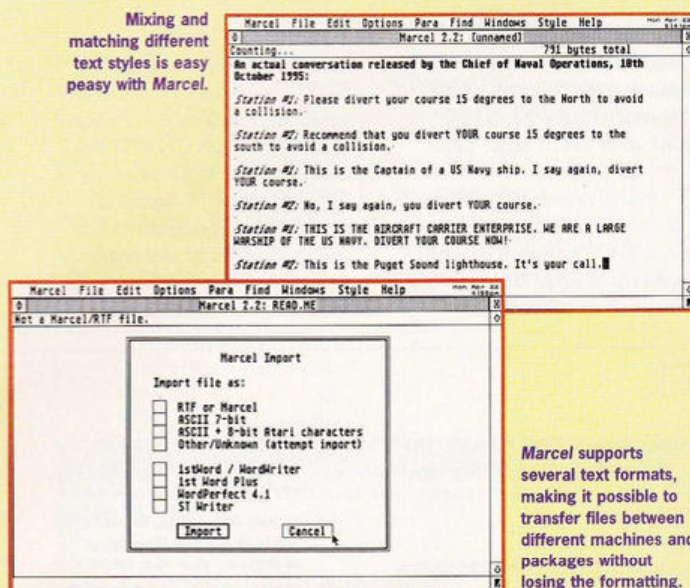 Mixing and
matching different
text styles is easy
peasy with Marcel.
Marcel File Edit Options Para Find Windows Style Help
Marcel 2.2: [unnamed]
Counting... 791 bytes total
An actual conversation released by the Chief of Naval Operations, 10th
October 1995:
Station #1: Please divert your course 15 degrees to the North to avoid
a collision.
Station #2: Recommend that you divert YOUR course 15 degrees to the
south to avoid a collision.
Station #1: This is the Captain of a US Navy ship. I say again, divert
YOUR course.
Station #2: No, I say again, you divert YOUR course.
Station #1: THIS IS THE AIRCRAFT CARRIER ENTERPRISE. WE ARE A LARGE
WARSHIP OF THE US NAVY. DIVERT YOUR COURSE NOW!
Station #2: This is the Puget Sound lighthouse. It's your call.
Marcel File Edit Options Para Find Windows Style Help
Marcel 2.2: READ.ME
Not a Marcel/RTF file.
Marcel Import
Import file as:
RTF or Marcel
ASCII 7-bit
ASCII + 8-bit Atari characters
Other/Unknown (attempt import)
1stWord / WordWriter
1st Word Plus
WordPerfect 4.1
ST Writer
Import Cancel
Marcel supports
several text formats,
making it possible to
transfer files between
different machines and
packages without
losing the formatting.